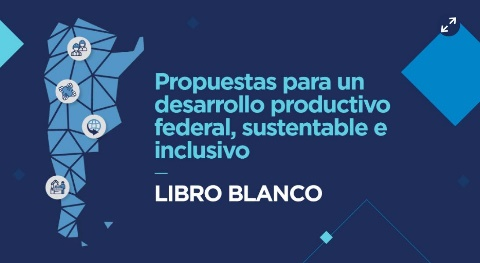 Propuestas para un
desarrollo productivo
federal, sustentable e
inclusivo
LIBRO BLANCO